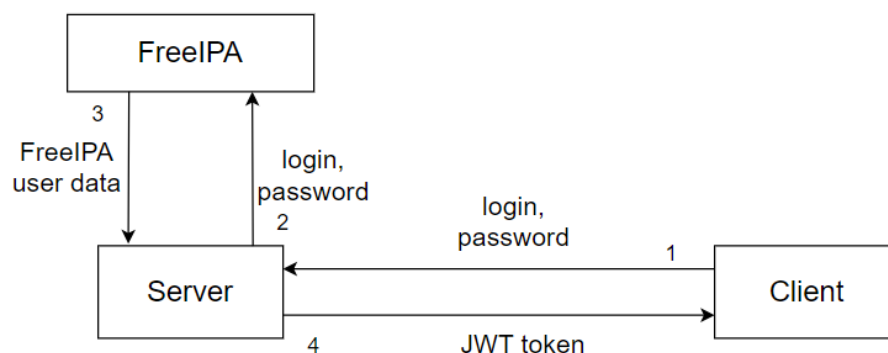 FreeIPA
3
FreeIPA
user data
login,
password
2
login,
password
1
Server
Client
4
JWT token